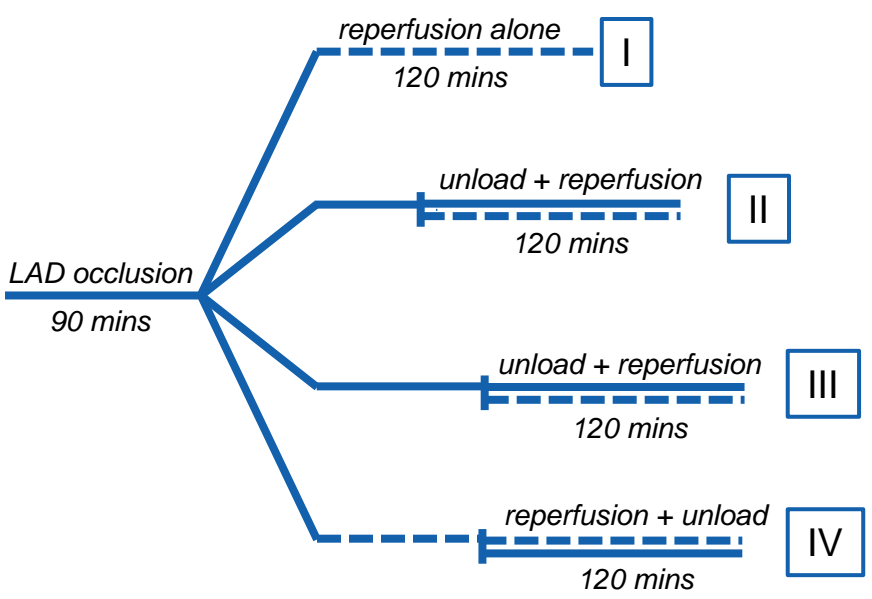 reperfusion alone
120 mins
I
unload + reperfusion
120 mins
II
LAD occlusion
90 mins
unload + reperfusion
120 mins
III
reperfusion + unload
120 mins
IV